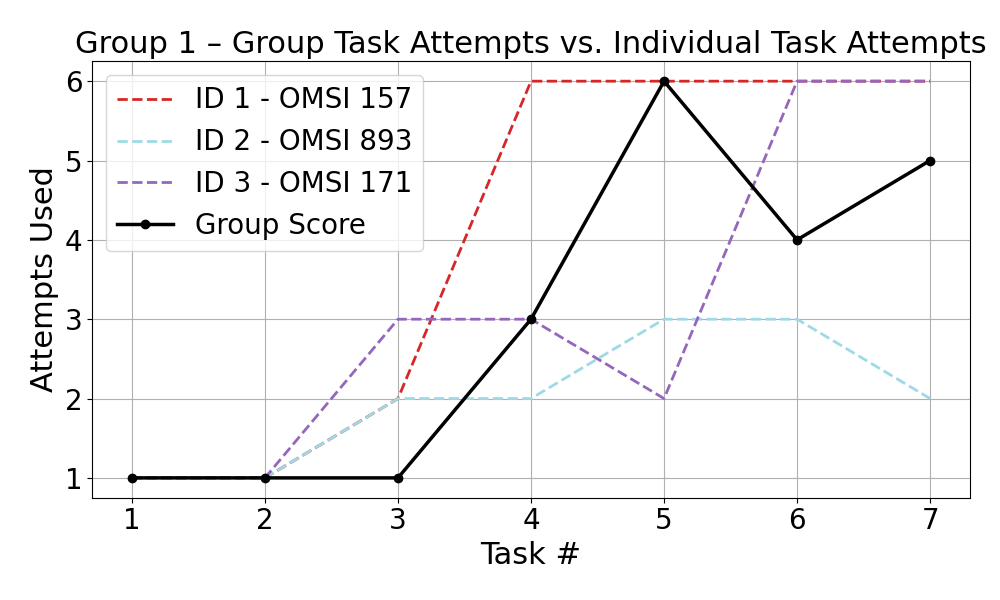 Group 1 – Group Task Attempts vs. Individual Task Attempts
ID 1 - OMSI 157
ID 2 - OMSI 893
ID 3 - OMSI 171
Group Score
Attempts Used
6
5
4
3
2
1
1 2 3 4 5 6 7
Task #